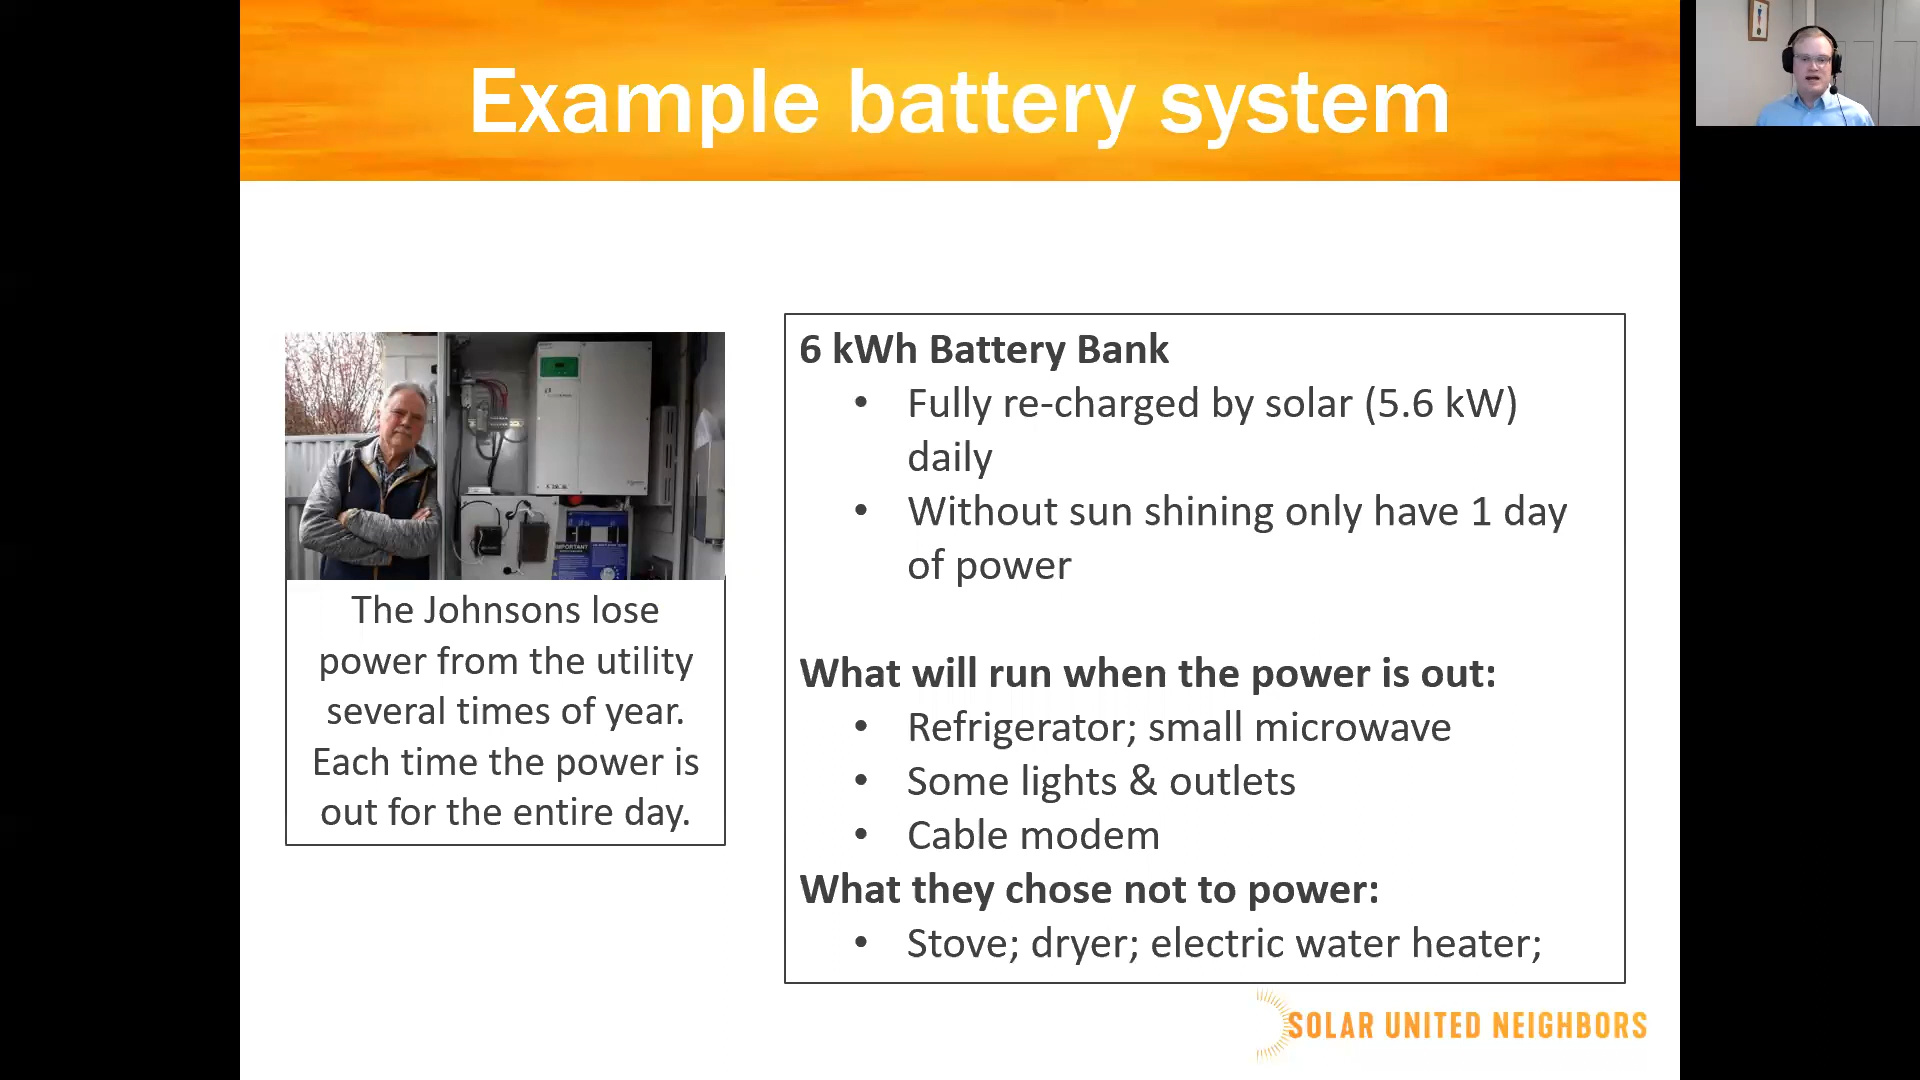 Example battery system
The Johnsons lose
power from the utility
several times of year.
Each time the power is
out for the entire day.
6 kWh Battery Bank
• Fully re-charged by solar (5.6 kW)
daily
• Without sun shining only have 1 day
of power
What will run when the power is out:
• Refrigerator; small microwave
• Some lights & outlets
• Cable modem
What they chose not to power:
• Stove; dryer; electric water heater;
IMPORTANT
SOLAR UNITED NEIGHBORS